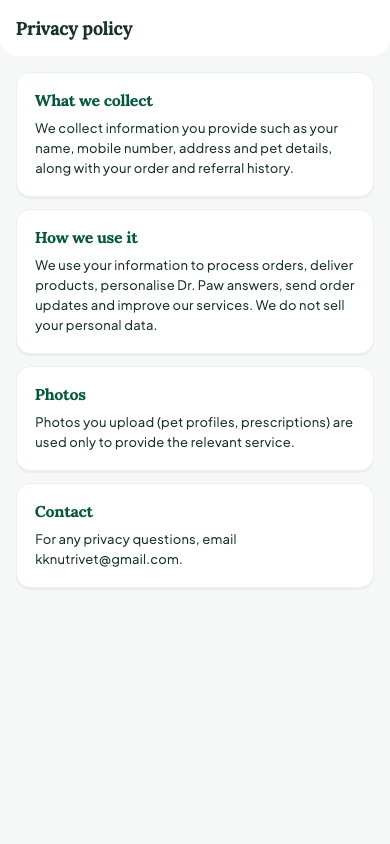 Privacy policy
What we collect
We collect information you provide such as your
name, mobile number, address and pet details,
along with your order and referral history.
How we use it
We use your information to process orders, deliver
products, personalise Dr. Paw answers, send order
updates and improve our services. We do not sell
your personal data.
Photos
Photos you upload (pet profiles, prescriptions) are
used only to provide the relevant service.
Contact
For any privacy questions, email
kknutrivet@gmail.com.